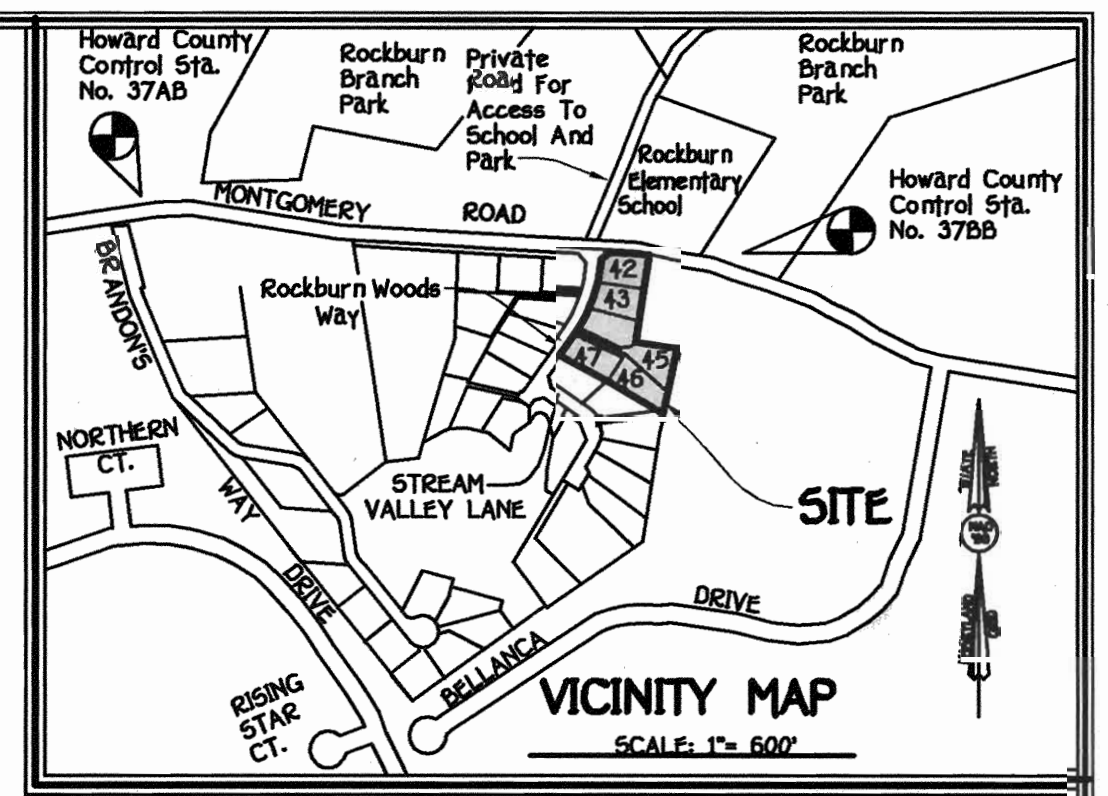 Howard County
Control Sta.
No. 37AB
Rockburn
Branch
Park
Private
Road For
Access To
School And
Park
Rockburn
Branch
Park
Rockburn
Elementary
School
Howard County
Control Sta.
No. 37BB
MONTGOMERY ROAD
BRANDON'S
WAY
Rockburn Woods
Way
42
43
47
45
46
NORTHERN
CT.
STREAM
VALLEY LANE
SITE
DRIVE
BELLANCA
DRIVE
RISING
STAR
CT.
NORTH
VICINITY MAP
SCALE: 1"= 600'